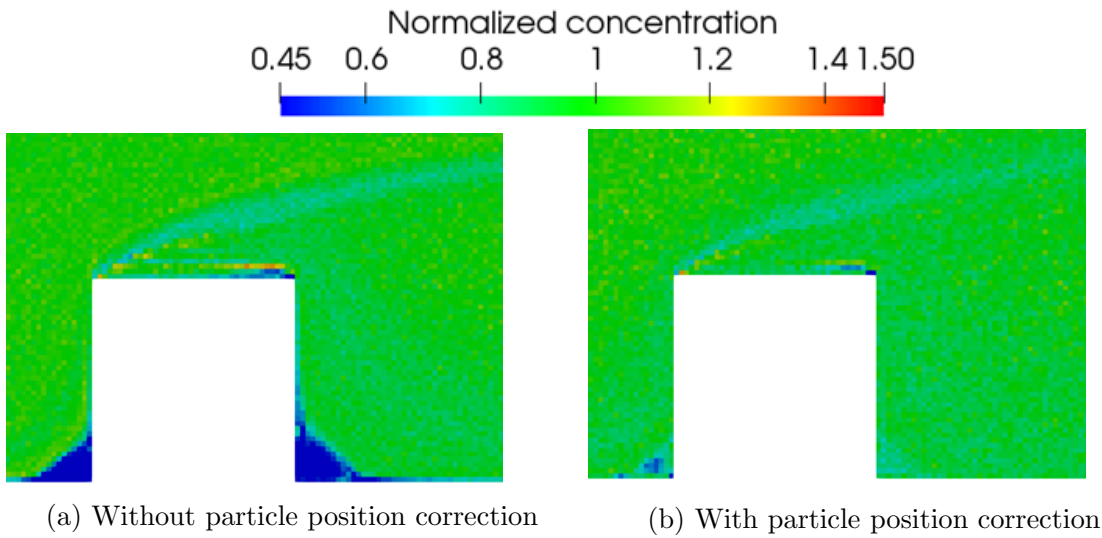 Normalized concentration
0.45 0.6 0.8 1 1.2 1.4 1.50
(a) Without particle position correction
(b) With particle position correction